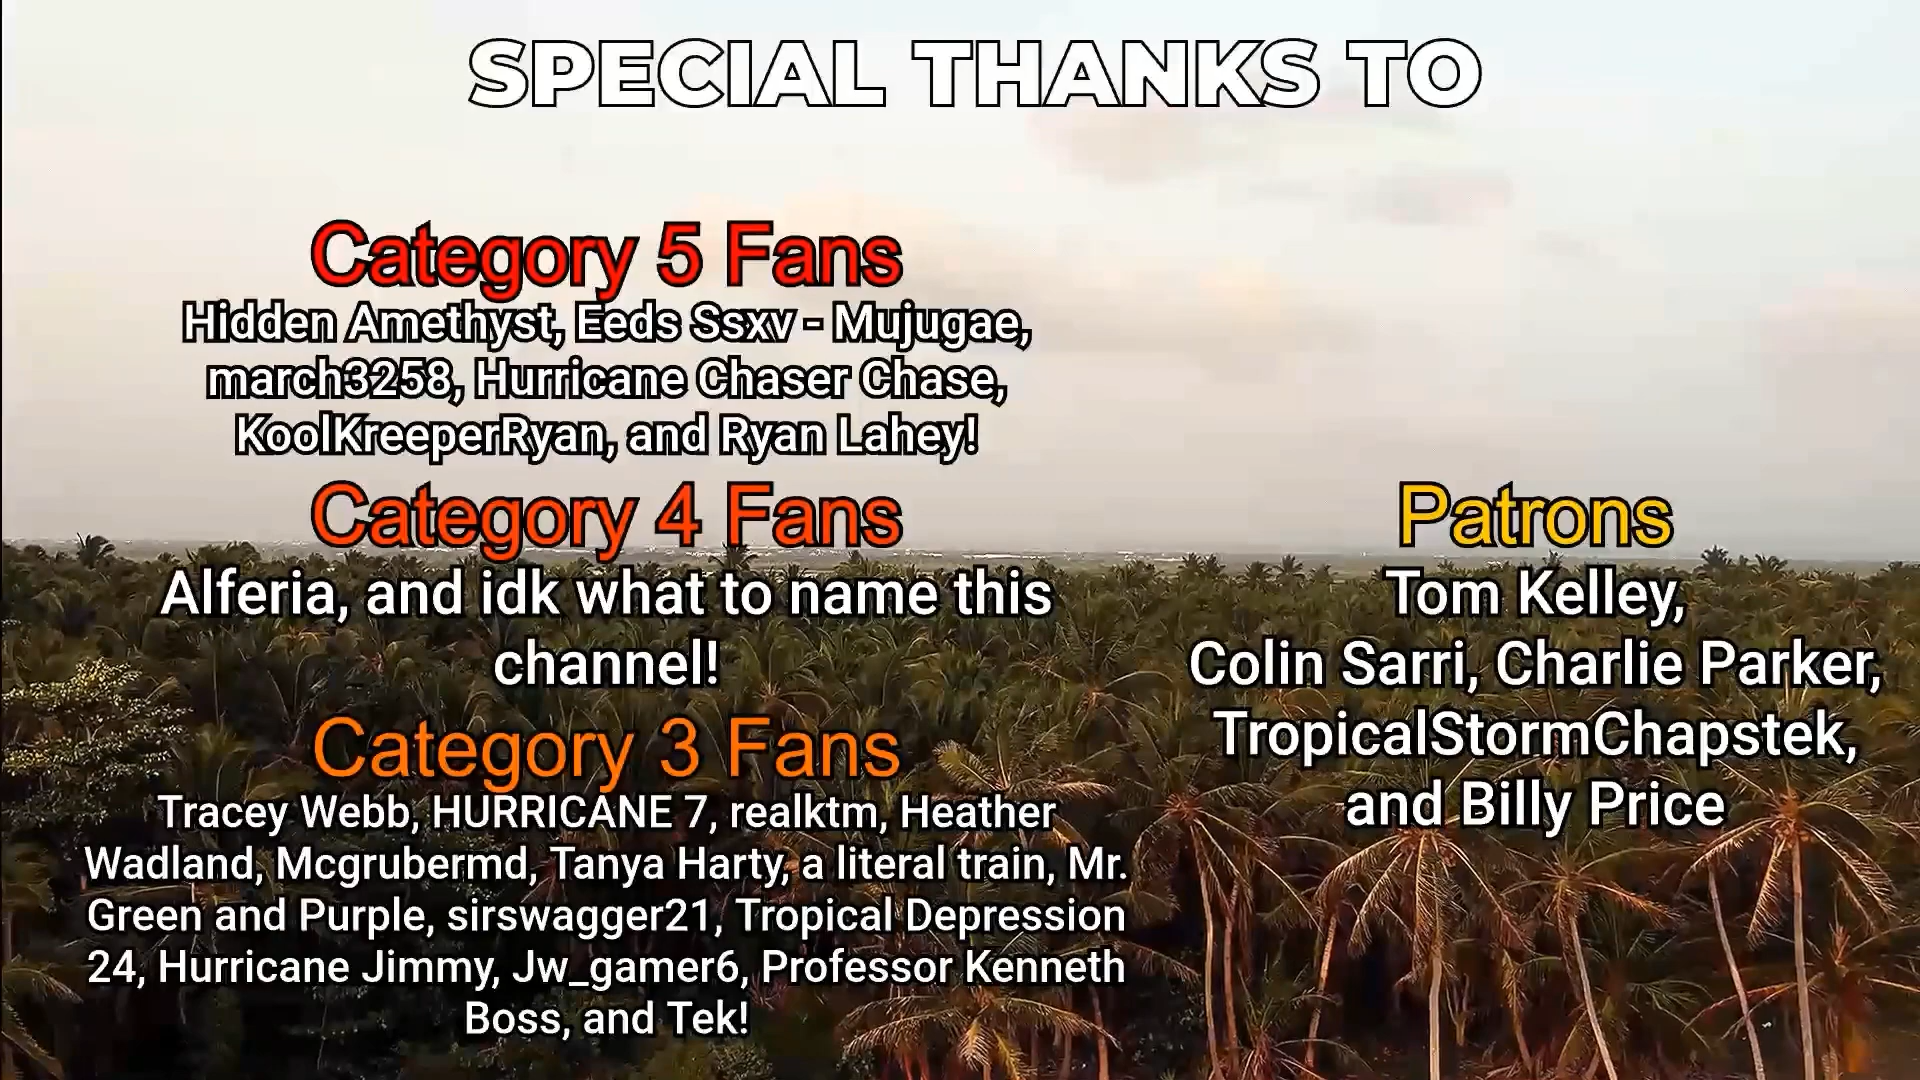 SPECIAL THANKS TO
Category 5 Fans
Hidden Amethyst, Eeds Ssxv - Mujugae,
march3258, Hurricane Chaser Chase,
KoolKreeperRyan, and Ryan Lahey!
Category 4 Fans
Alferia, and idk what to name this
channel!
Category 3 Fans
Tracey Webb, HURRICANE 7, realktm, Heather
Wadland, Mcgrubermd, Tanya Harty, a literal train, Mr.
Green and Purple, sirswagger21, Tropical Depression
24, Hurricane Jimmy, Jw_gamer6, Professor Kenneth
Boss, and Tek!
Patrons
Tom Kelley,
Colin Sarri, Charlie Parker,
TropicalStormChapstek,
and Billy Price